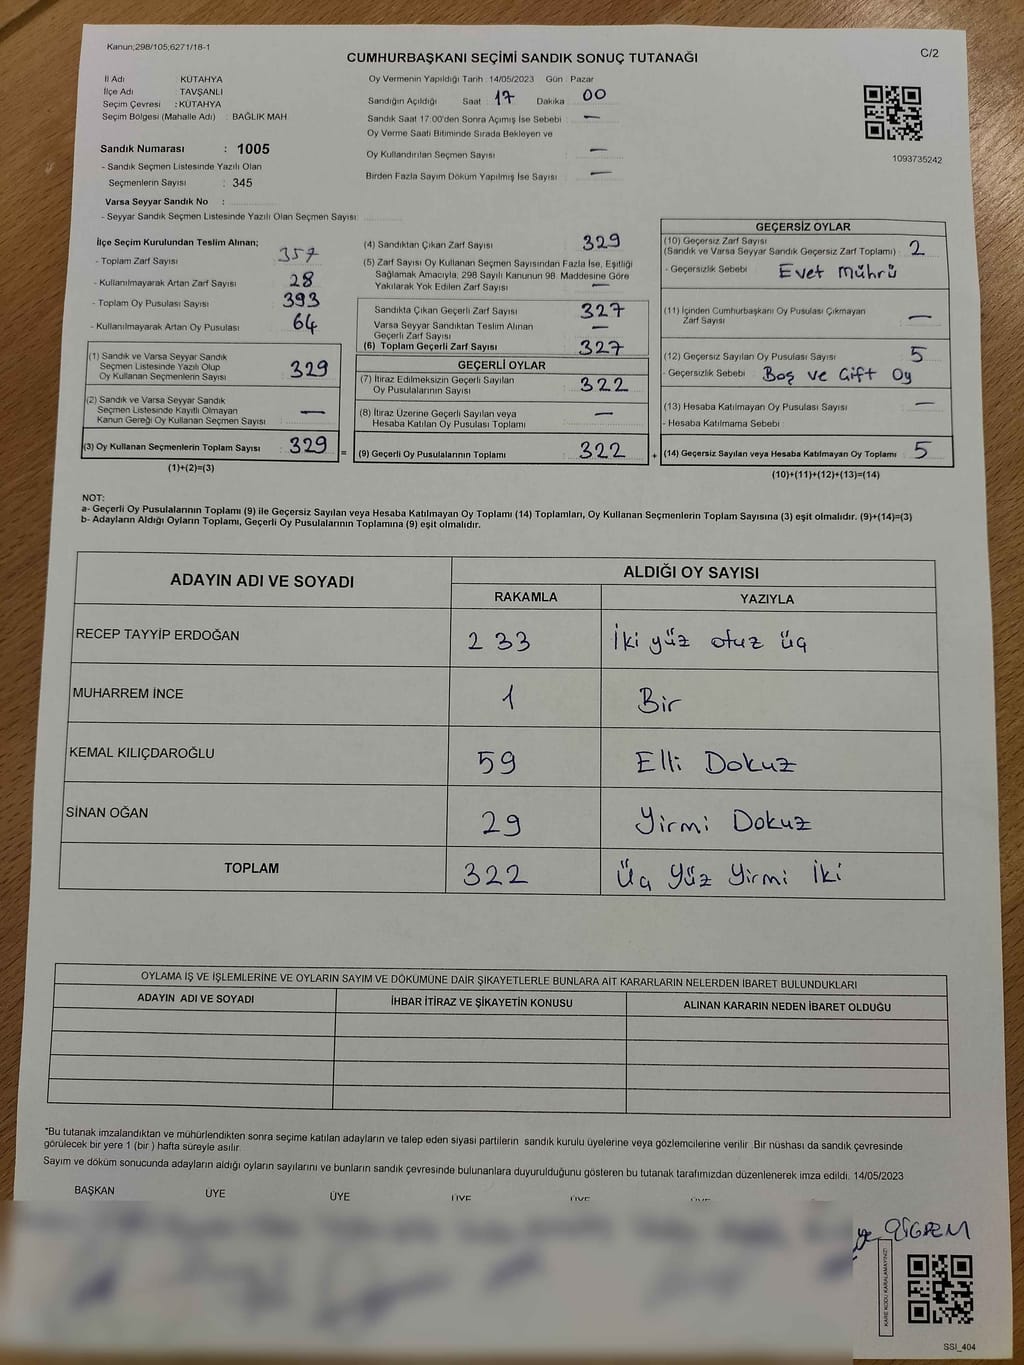 Kanun;298/105;6271/18-1
C/2
CUMHURBAŞKANI SEÇİMİ SANDIK SONUÇ TUTANAĞI
İl Adı : KÜTAHYA
İlçe Adı : TAVŞANLI
Seçim Çevresi : KÜTAHYA
Seçim Bölgesi (Mahalle Adı) : BAĞLIK MAH
Sandık Numarası : 1005
- Sandık Seçmen Listesinde Yazılı Olan
Seçmenlerin Sayısı : 345
Varsa Seyyar Sandık No :
- Seyyar Sandık Seçmen Listesinde Yazılı Olan Seçmen Sayısı :
Oy Vermenin Yapıldığı Tarih : 14/05/2023 Gün : Pazar
Sandığın Açıldığı Saat : 17 Dakika : 00
Sandık Saat 17:00'den Sonra Açımış İse Sebebi : —
Oy Verme Saati Bitiminde Sırada Bekleyen ve
Oy Kullandırılan Seçmen Sayısı : —
Birden Fazla Sayım Döküm Yapılmış İse Sayısı : —
1093735242
İlçe Seçim Kurulundan Teslim Alınan;
- Toplam Zarf Sayısı : 357
- Kullanılmayarak Artan Zarf Sayısı : 28
- Toplam Oy Pusulası Sayısı : 393
- Kullanılmayarak Artan Oy Pusulası : 64
(1) Sandık ve Varsa Seyyar Sandık
Seçmen Listesinde Yazılı Olup
Oy Kullanan Seçmenlerin Sayısı : 329
(2) Sandık ve Varsa Seyyar Sandık
Seçmen Listesinde Kayıtlı Olmayan
Kanun Gereği Oy Kullanan Seçmen Sayısı : —
(3) Oy Kullanan Seçmenlerin Toplam Sayısı : 329
(1)+(2)=(3)
(4) Sandıktan Çıkan Zarf Sayısı : 329
(5) Zarf Sayısı Oy Kullanan Seçmen Sayısından Fazla İse, Eşitliği
Sağlamak Amacıyla, 298 Sayılı Kanunun 98. Maddesine Göre
Yakılarak Yok Edilen Zarf Sayısı : —
Sandıkta Çıkan Geçerli Zarf Sayısı : 327
Varsa Seyyar Sandıktan Teslim Alınan
Geçerli Zarf Sayısı : —
(6) Toplam Geçerli Zarf Sayısı : 327
GEÇERLİ OYLAR
(7) İtiraz Edilmeksizin Geçerli Sayılan
Oy Pusulalarının Sayısı : 322
(8) İtiraz Üzerine Geçerli Sayılan veya
Hesaba Katılan Oy Pusulası Toplamı : —
= (9) Geçerli Oy Pusulalarının Toplamı : 322 +
GEÇERSİZ OYLAR
(10) Geçersiz Zarf Sayısı
(Sandık ve Varsa Seyyar Sandık Geçersiz Zarf Toplamı) : 2
- Geçersizlik Sebebi : Evet Mührü
(11) İçinden Cumhurbaşkanı Oy Pusulası Çıkmayan
Zarf Sayısı : —
(12) Geçersiz Sayılan Oy Pusulası Sayısı : 5
- Geçersizlik Sebebi : Boş ve Çift Oy
(13) Hesaba Katılmayan Oy Pusulası Sayısı : —
- Hesaba Katılmama Sebebi :
(14) Geçersiz Sayılan veya Hesaba Katılmayan Oy Toplamı : 5
(10)+(11)+(12)+(13)=(14)
NOT:
a- Geçerli Oy Pusulalarının Toplamı (9) ile Geçersiz Sayılan veya Hesaba Katılmayan Oy Toplamı (14) Toplamları, Oy Kullanan Seçmenlerin Toplam Sayısına (3) eşit olmalıdır. (9)+(14)=(3)
b- Adayların Aldığı Oyların Toplamı, Geçerli Oy Pusulalarının Toplamına (9) eşit olmalıdır.
ADAYIN ADI VE SOYADI
ALDIĞI OY SAYISI
RAKAMLA YAZIYLA
RECEP TAYYİP ERDOĞAN 233 İki yüz otuz üç
MUHARREM İNCE 1 Bir
KEMAL KILIÇDAROĞLU 59 Elli Dokuz
SİNAN OĞAN 29 Yirmi Dokuz
TOPLAM 322 Üç Yüz Yirmi İki
OYLAMA İŞ VE İŞLEMLERİNE VE OYLARIN SAYIM VE DÖKÜMÜNE DAİR ŞİKAYETLERLE BUNLARA AİT KARARLARIN NELERDEN İBARET BULUNDUKLARI
ADAYIN ADI VE SOYADI İHBAR İTİRAZ VE ŞİKAYETİN KONUSU ALINAN KARARIN NEDEN İBARET OLDUĞU
*Bu tutanak imzalandıktan ve mühürlendikten sonra seçime katılan adayların ve talep eden siyasi partilerin sandık kurulu üyelerine veya gözlemcilerine verilir. Bir nüshası da sandık çevresinde
görülecek bir yere 1 (bir ) hafta süreyle asılır.
Sayım ve döküm sonucunda adayların aldığı oyların sayılarını ve bunların sandık çevresinde bulunanlara duyurulduğunu gösteren bu tutanak tarafımızdan düzenlenerek imza edildi. 14/05/2023
BAŞKAN ÜYE ÜYE ÜYE ÜYE ÜYE
ÇİĞDEM
KARE KODU KARALAMAYINIZ!
SSI_404